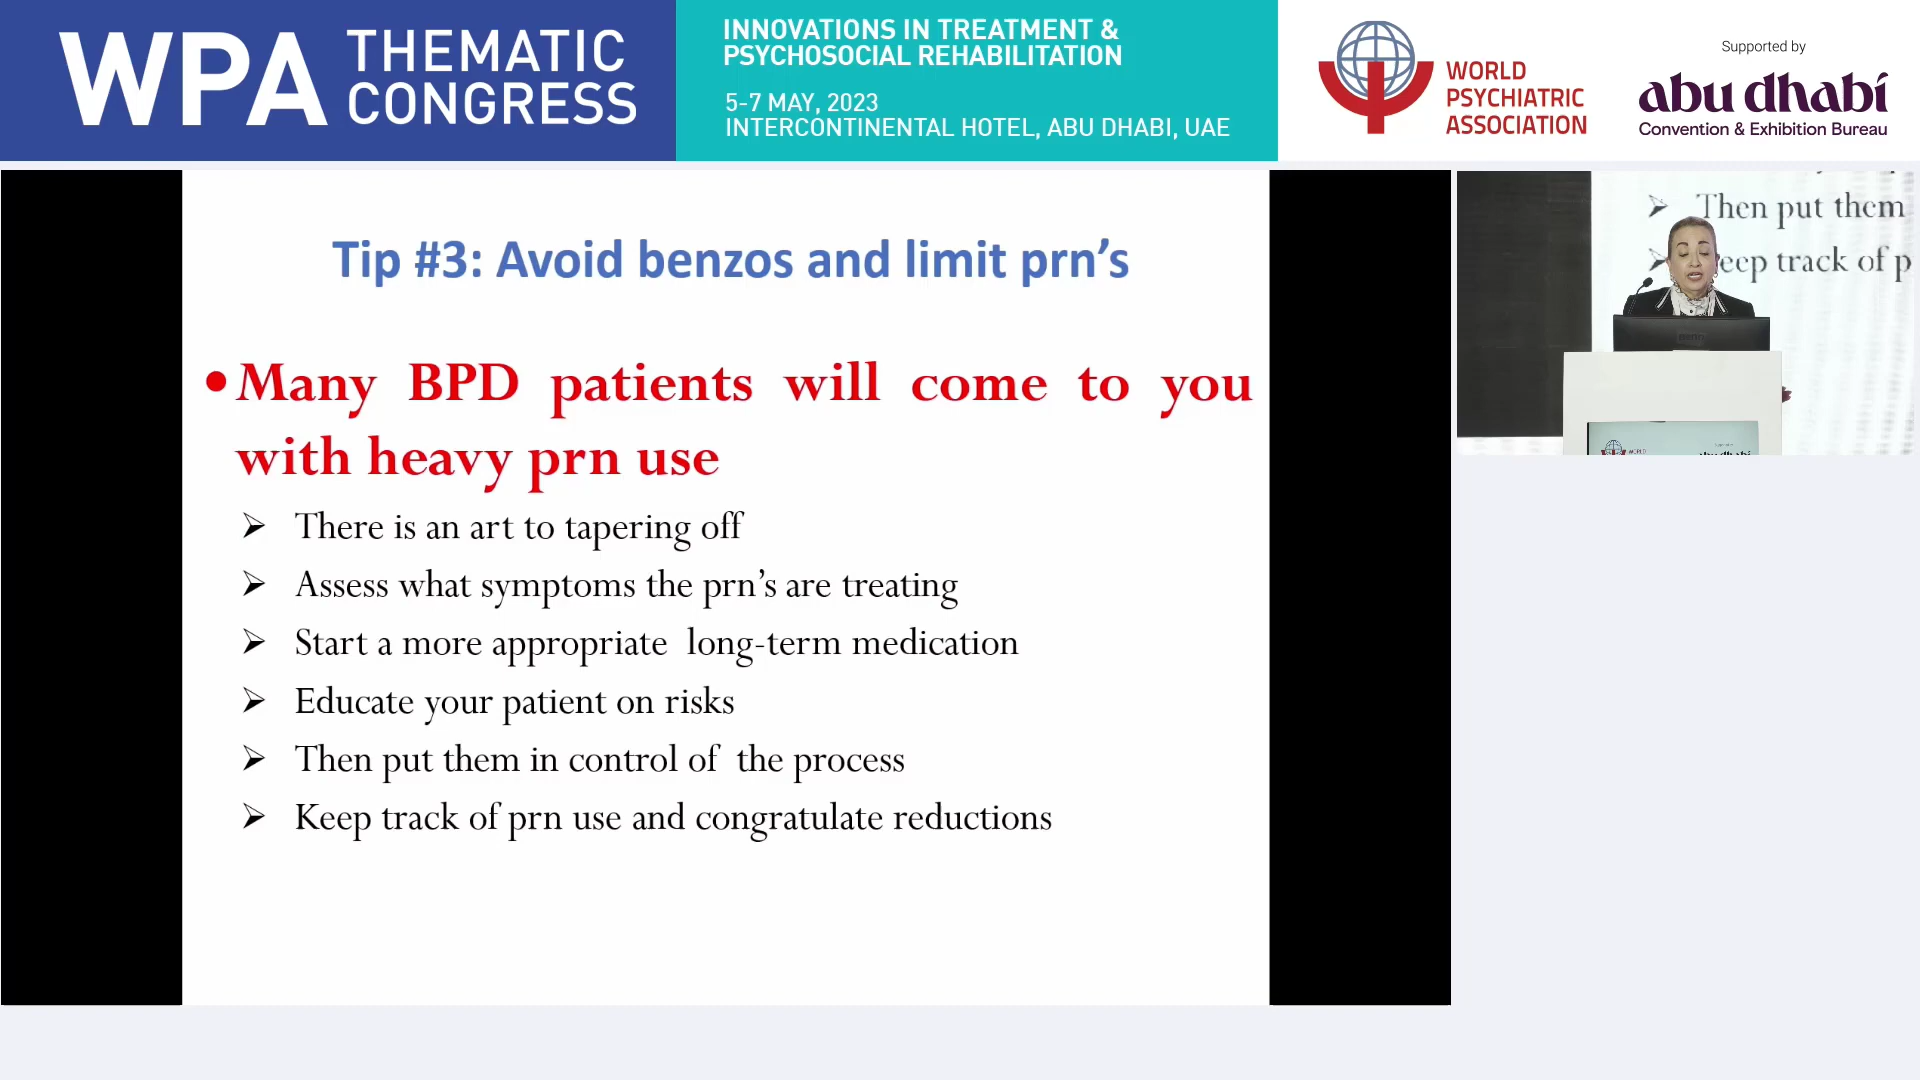 WPA THEMATIC CONGRESS
INNOVATIONS IN TREATMENT &
PSYCHOSOCIAL REHABILITATION
5-7 MAY, 2023
INTERCONTINENTAL HOTEL, ABU DHABI, UAE
WORLD
PSYCHIATRIC
ASSOCIATION
Supported by
abu dhabi
Convention & Exhibition Bureau
Tip #3: Avoid benzos and limit prn’s
•Many BPD patients will come to you
with heavy prn use
➢ There is an art to tapering off
➢ Assess what symptoms the prn’s are treating
➢ Start a more appropriate long-term medication
➢ Educate your patient on risks
➢ Then put them in control of the process
➢ Keep track of prn use and congratulate reductions
➢ Then put them
eep track of p
WORLD